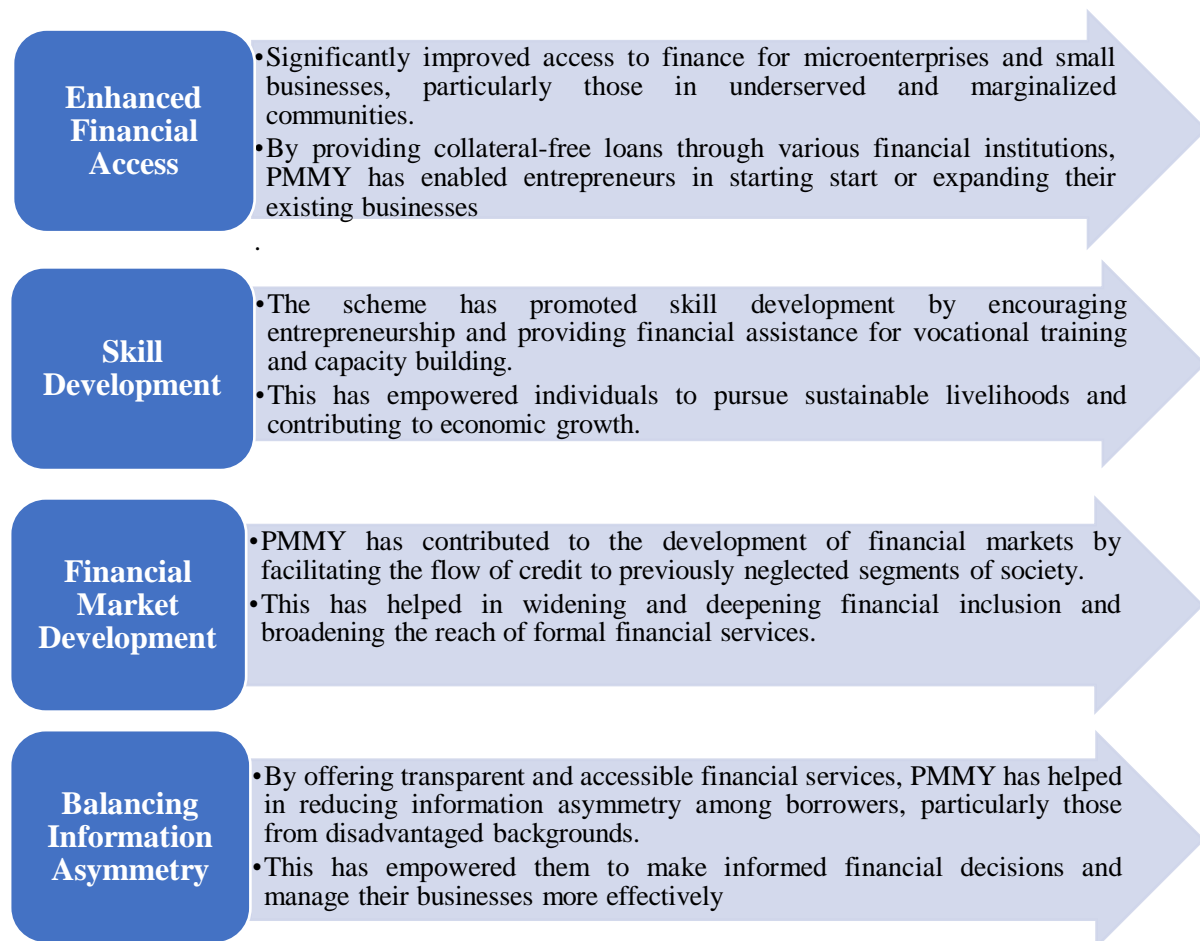 Enhanced
Financial
Access
•Significantly improved access to finance for microenterprises and small
businesses, particularly those in underserved and marginalized
communities.
•By providing collateral-free loans through various financial institutions,
PMMY has enabled entrepreneurs in starting start or expanding their
existing businesses
.
Skill
Development
•The scheme has promoted skill development by encouraging
entrepreneurship and providing financial assistance for vocational training
and capacity building.
•This has empowered individuals to pursue sustainable livelihoods and
contributing to economic growth.
Financial
Market
Development
•PMMY has contributed to the development of financial markets by
facilitating the flow of credit to previously neglected segments of society.
•This has helped in widening and deepening financial inclusion and
broadening the reach of formal financial services.
Balancing
Information
Asymmetry
•By offering transparent and accessible financial services, PMMY has helped
in reducing information asymmetry among borrowers, particularly those
from disadvantaged backgrounds.
•This has empowered them to make informed financial decisions and
manage their businesses more effectively